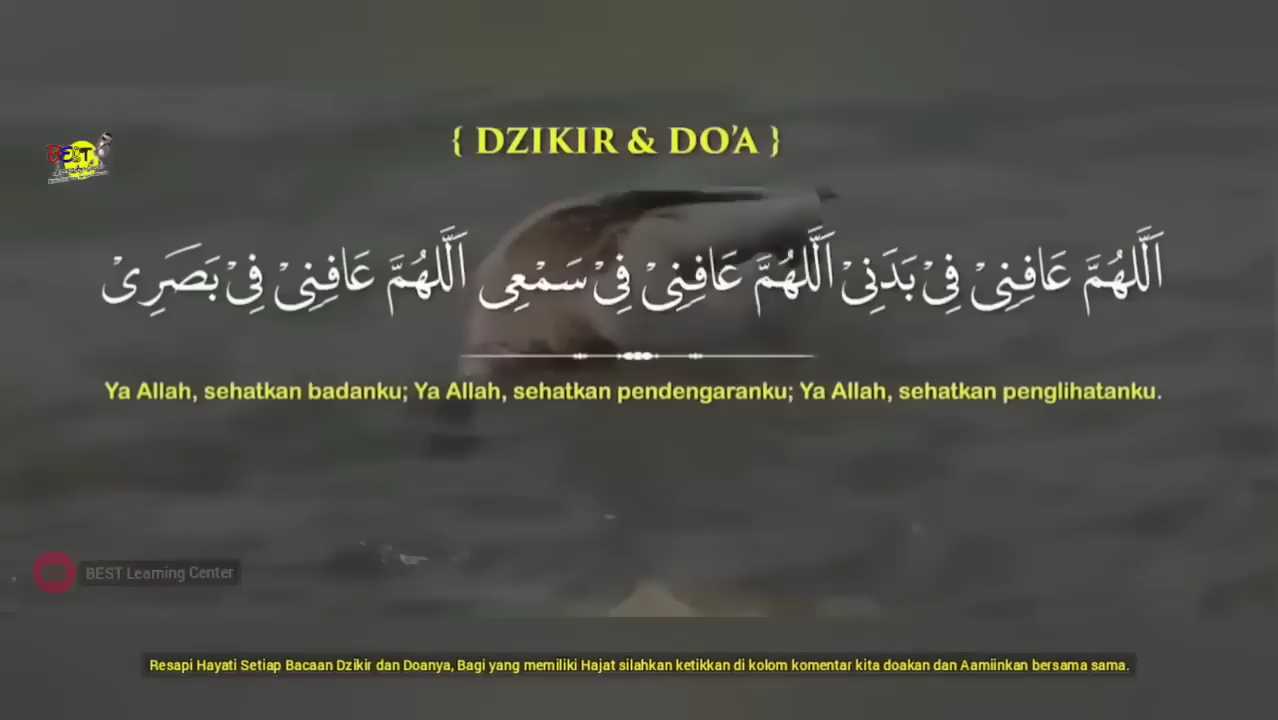 { DZIKIR & DO'A }
BEST
اَللَّهُمَّ عَافِنِيْ فِيْ بَدَنِيْ اَللَّهُمَّ عَافِنِيْ فِيْ سَمْعِى اَللَّهُمَّ عَافِنِيْ فِيْ بَصَرِيْ
Ya Allah, sehatkan badanku; Ya Allah, sehatkan pendengaranku; Ya Allah, sehatkan penglihatanku.
BEST Learning Center
Resapi Hayati Setiap Bacaan Dzikir dan Doanya, Bagi yang memiliki Hajat silahkan ketikkan di kolom komentar kita doakan dan Aamiinkan bersama sama.